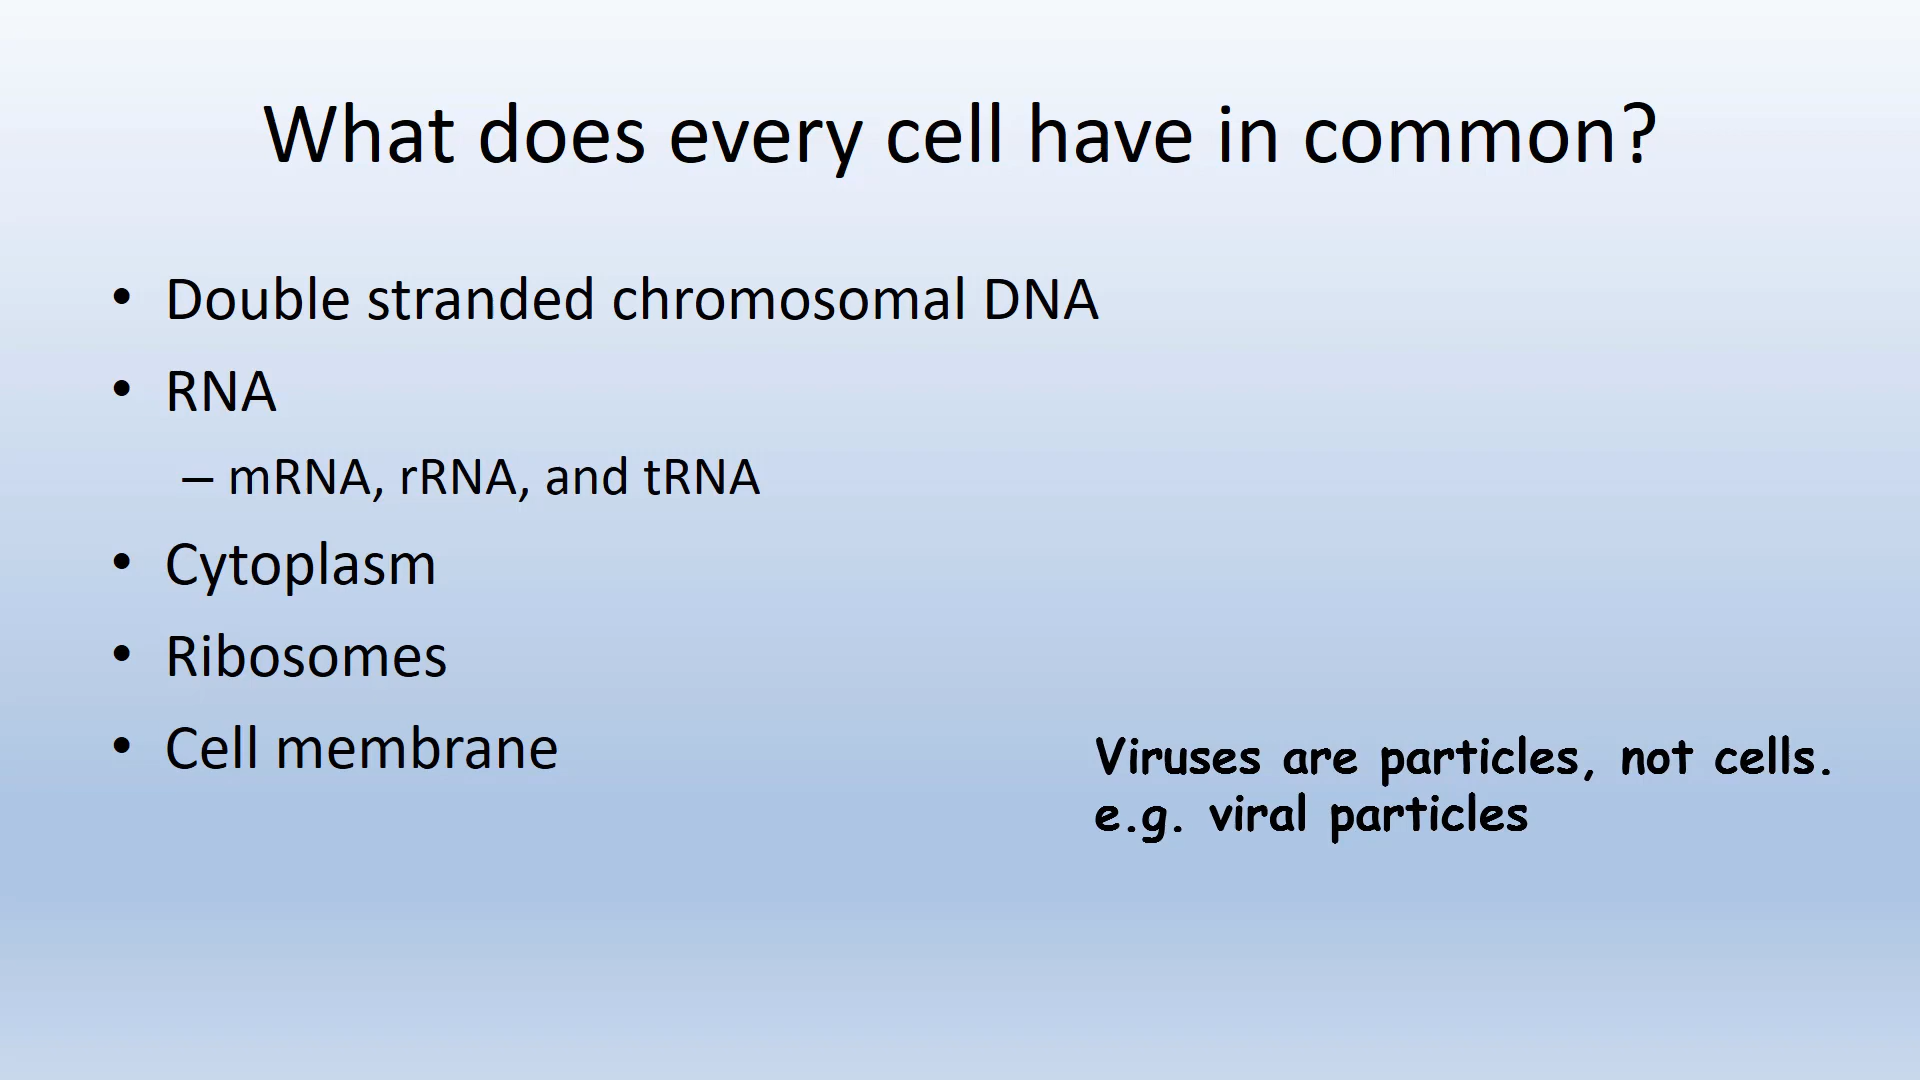 What does every cell have in common?
• Double stranded chromosomal DNA
• RNA
– mRNA, rRNA, and tRNA
• Cytoplasm
• Ribosomes
• Cell membrane
Viruses are particles, not cells.
e.g. viral particles